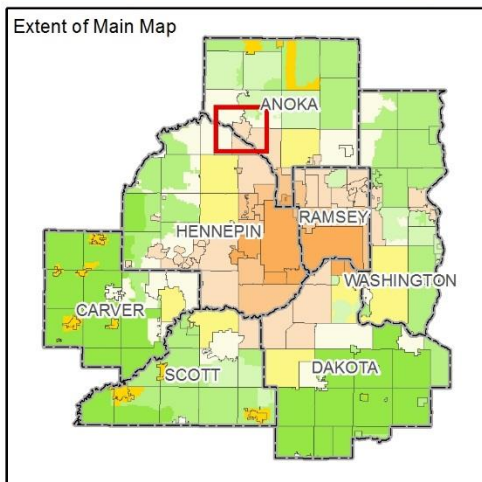 Extent of Main Map
ANOKA
HENNEPIN
RAMSEY
WASHINGTON
CARVER
SCOTT
DAKOTA